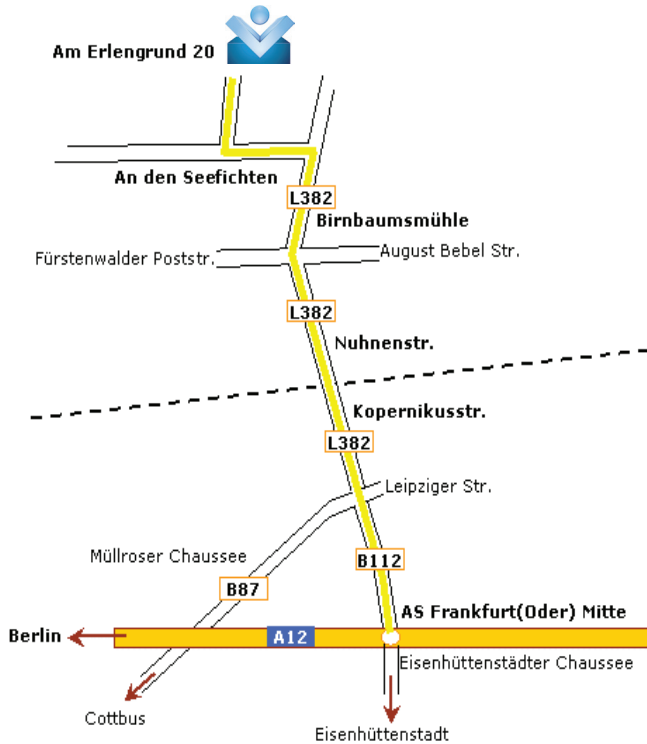 Am Erlengrund 20
An den Seefichten
L382
Birnbaumsmühle
Fürstenwalder Poststr.
August Bebel Str.
L382
Nuhnenstr.
Kopernikusstr.
L382
Leipziger Str.
Müllroser Chaussee
B112
B87
AS Frankfurt(Oder) Mitte
Berlin
A12
Eisenhüttenstädter Chaussee
Cottbus
Eisenhüttenstadt